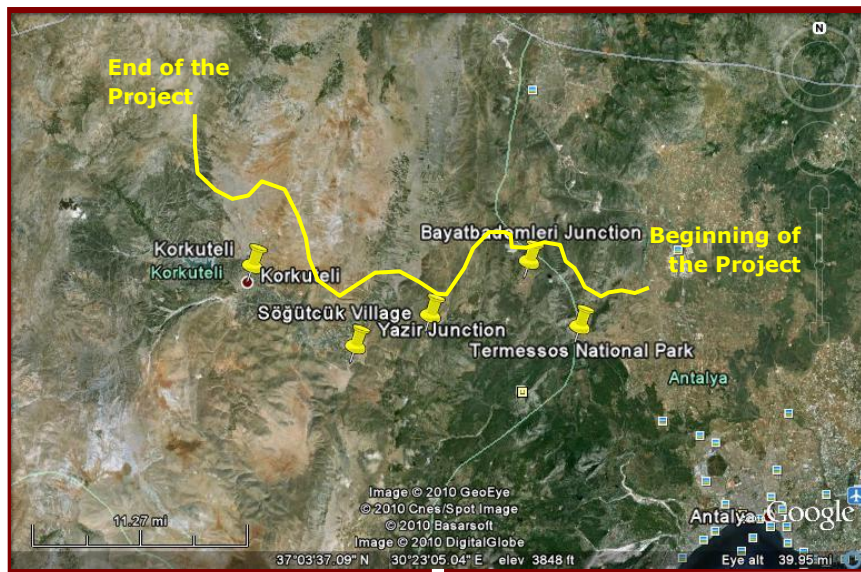 N
End of the
Project
Bayatbademleri Junction
Beginning of
the Project
Korkuteli
Korkuteli
Korkuteli
Söğütcük Village
Yazir Junction
Termessos National Park
Antalya
Image © 2010 GeoEye
© 2010 Cnes/Spot Image
© 2010 Basarsoft
Image © 2010 DigitalGlobe
Antalya
Google
11.27 mi
37°03'37.09" N 30°23'05.04" E elev 3848 ft
Eye alt 39.95 mi